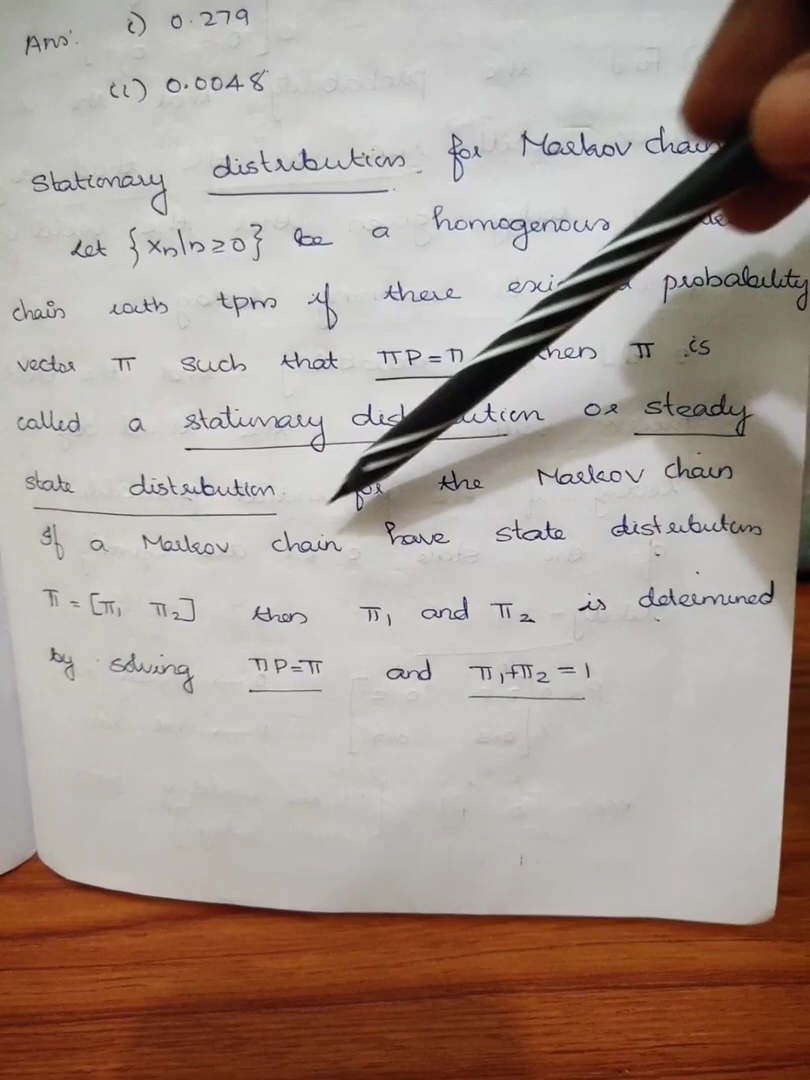 Ans: i) 0.279
(ii) 0.0048
Stationary distribution for Markov chain
Let {Xn|n≥0} be a homogenous
chain with tpm if there a probability
vector π such that πP=π then π is
called a stationary distribution or steady
state distribution for the Markov chain
If a Markov chain have state distribution
π = [π1 π2] then π1 and π2 is determined
by solving πP=π and π1+π2 = 1